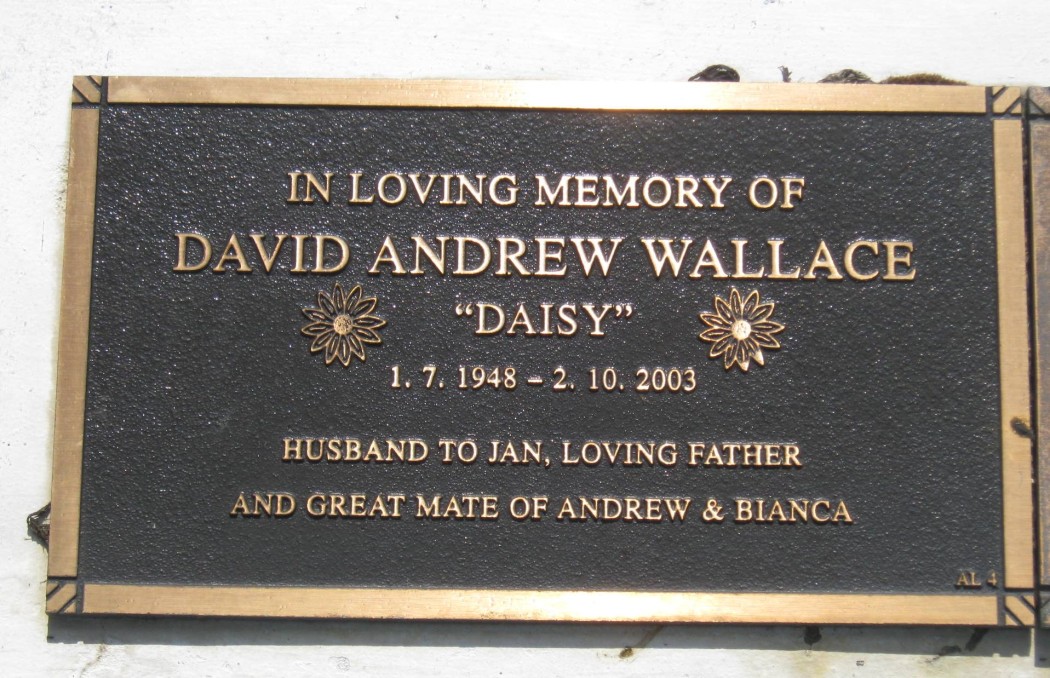 IN LOVING MEMORY OF
DAVID ANDREW WALLACE
“DAISY”
1. 7. 1948 – 2. 10. 2003
HUSBAND TO JAN, LOVING FATHER
AND GREAT MATE OF ANDREW & BIANCA
AL 4